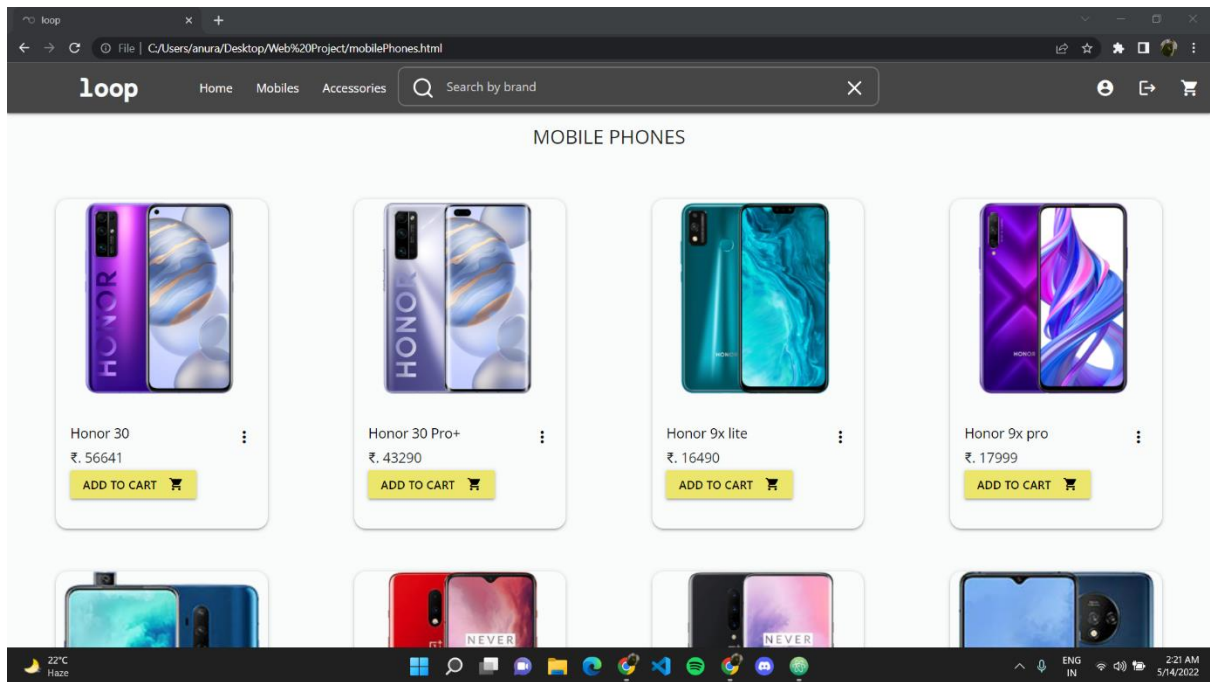 loop
File | C:/Users/anura/Desktop/Web%20Project/mobilePhones.html
loop Home Mobiles Accessories Search by brand
MOBILE PHONES
HONOR HONOR HONOR HONOR
Honor 30 Honor 30 Pro+ Honor 9x lite Honor 9x pro
₹. 56641 ₹. 43290 ₹. 16490 ₹. 17999
ADD TO CART ADD TO CART ADD TO CART ADD TO CART
NEVER NEVER
22°C ENG 2:21 AM
Haze IN 5/14/2022